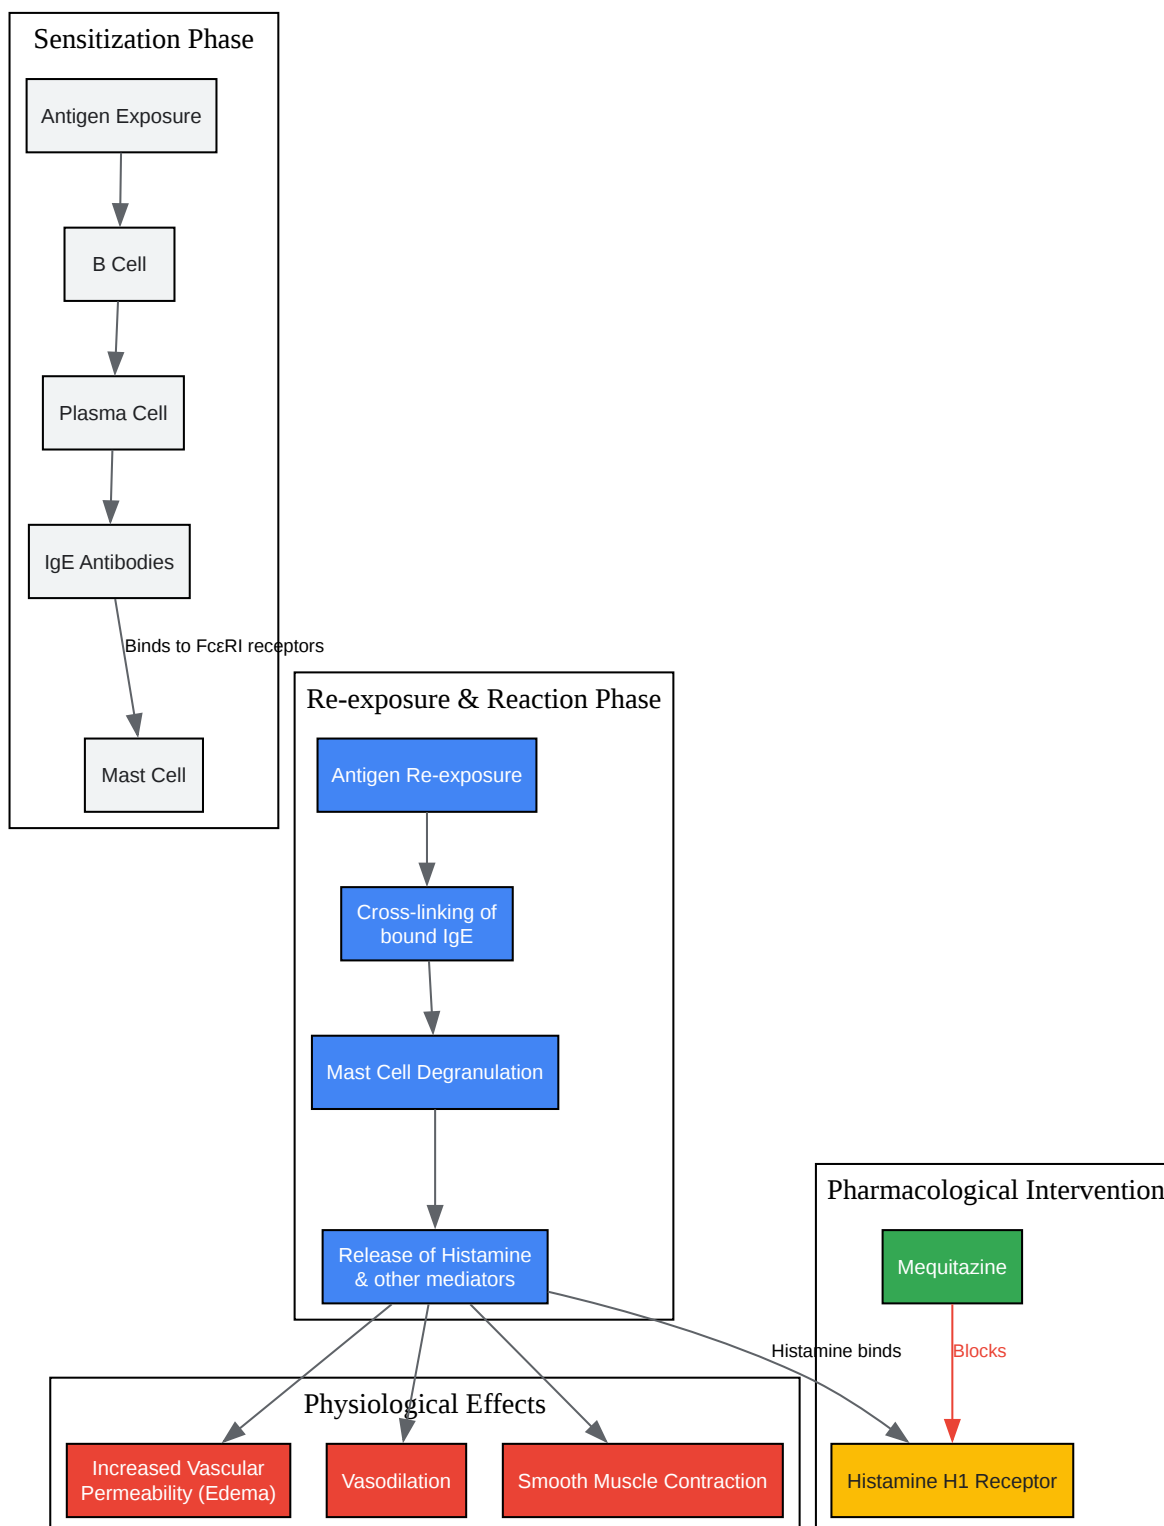 Sensitization Phase
Antigen Exposure
B Cell
Plasma Cell
IgE Antibodies
Binds to FcεRI receptors
Mast Cell
Re-exposure & Reaction Phase
Antigen Re-exposure
Cross-linking of
bound IgE
Mast Cell Degranulation
Release of Histamine
& other mediators
Pharmacological Intervention
Mequitazine
Histamine binds
Blocks
Histamine H1 Receptor
Physiological Effects
Increased Vascular
Permeability (Edema)
Vasodilation
Smooth Muscle Contraction